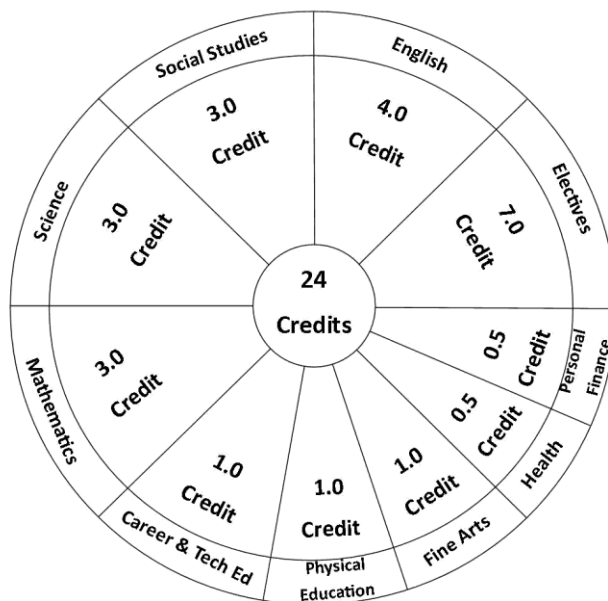 Social Studies
3.0
Credit
English
4.0
Credit
Electives
7.0
Credit
Personal
Finance
0.5
Credit
Health
0.5
Credit
Fine Arts
1.0
Credit
Physical
Education
1.0
Credit
Career & Tech Ed
1.0
Credit
Mathematics
3.0
Credit
Science
3.0
Credit
24
Credits